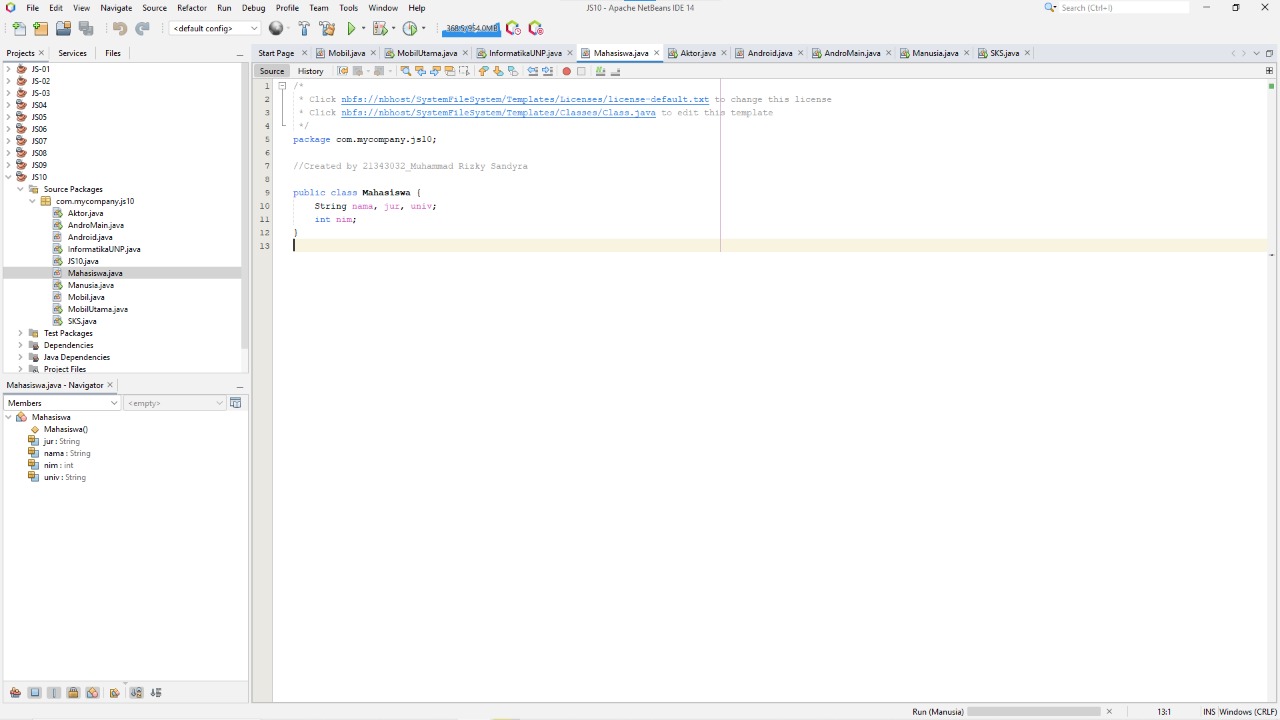 File Edit View Navigate Source Refactor Run Debug Profile Team Tools Window Help JS10 - Apache NetBeans IDE 14 Search (Ctrl+I)
<default config> 368.5/954.0MB
Projects Services Files
Start Page Mobil.java MobilUtama.java InformatikaUNP.java Mahasiswa.java Aktor.java Android.java AndroMain.java Manusia.java SKS.java
Source History
JS-01
JS-02
JS-03
JS04
JS05
JS06
JS07
JS08
JS09
JS10
Source Packages
com.mycompany.js10
Aktor.java
AndroMain.java
Android.java
InformatikaUNP.java
JS10.java
Mahasiswa.java
Manusia.java
Mobil.java
MobilUtama.java
SKS.java
Test Packages
Dependencies
Java Dependencies
Project Files
1 /*
2 * Click nbfs://nbhost/SystemFileSystem/Templates/Licenses/license-default.txt to change this license
3 * Click nbfs://nbhost/SystemFileSystem/Templates/Classes/Class.java to edit this template
4 */
5 package com.mycompany.js10;
6
7 //Created by 21343032_Muhammad Rizky Sandyra
8
9 public class Mahasiswa {
10 String nama, jur, univ;
11 int nim;
12 }
13
Mahasiswa.java - Navigator
Members <empty>
Mahasiswa
Mahasiswa()
jur : String
nama : String
nim : int
univ : String
Run (Manusia) 13:1 INS Windows (CRLF)